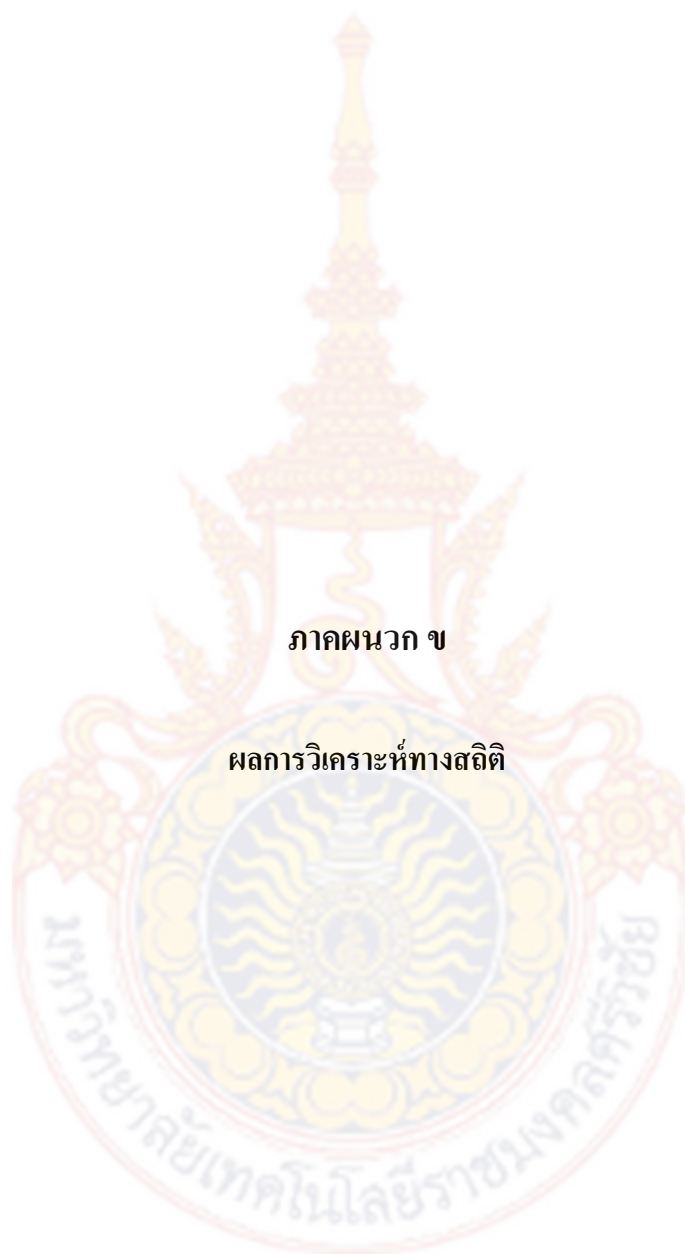 ภาคผนวก ข
ผลการวิเคราะห์ทางสถิติ
มหาวิทยาลัยเทคโนโลยีราชมงคลศรีวิชัย